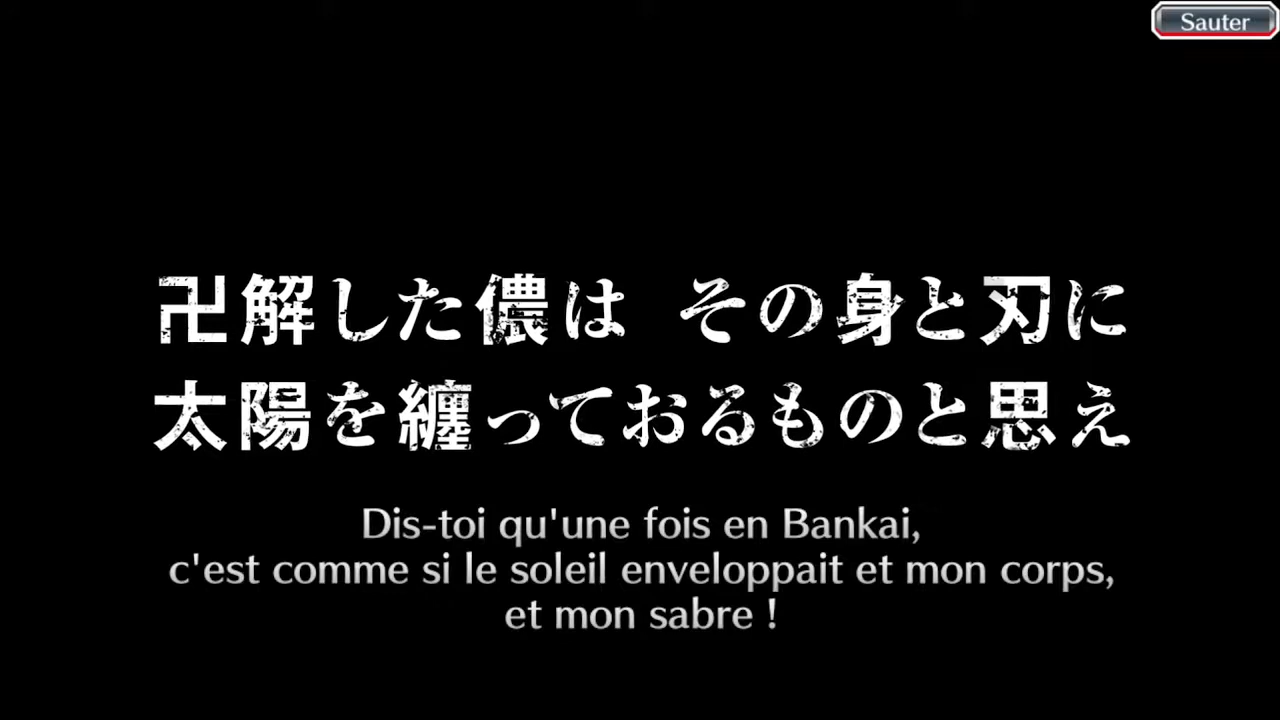 Sauter
卍解した儂は その身と刃に
太陽を纏っておるものと思え
Dis-toi qu'une fois en Bankai,
c'est comme si le soleil enveloppait et mon corps,
et mon sabre !